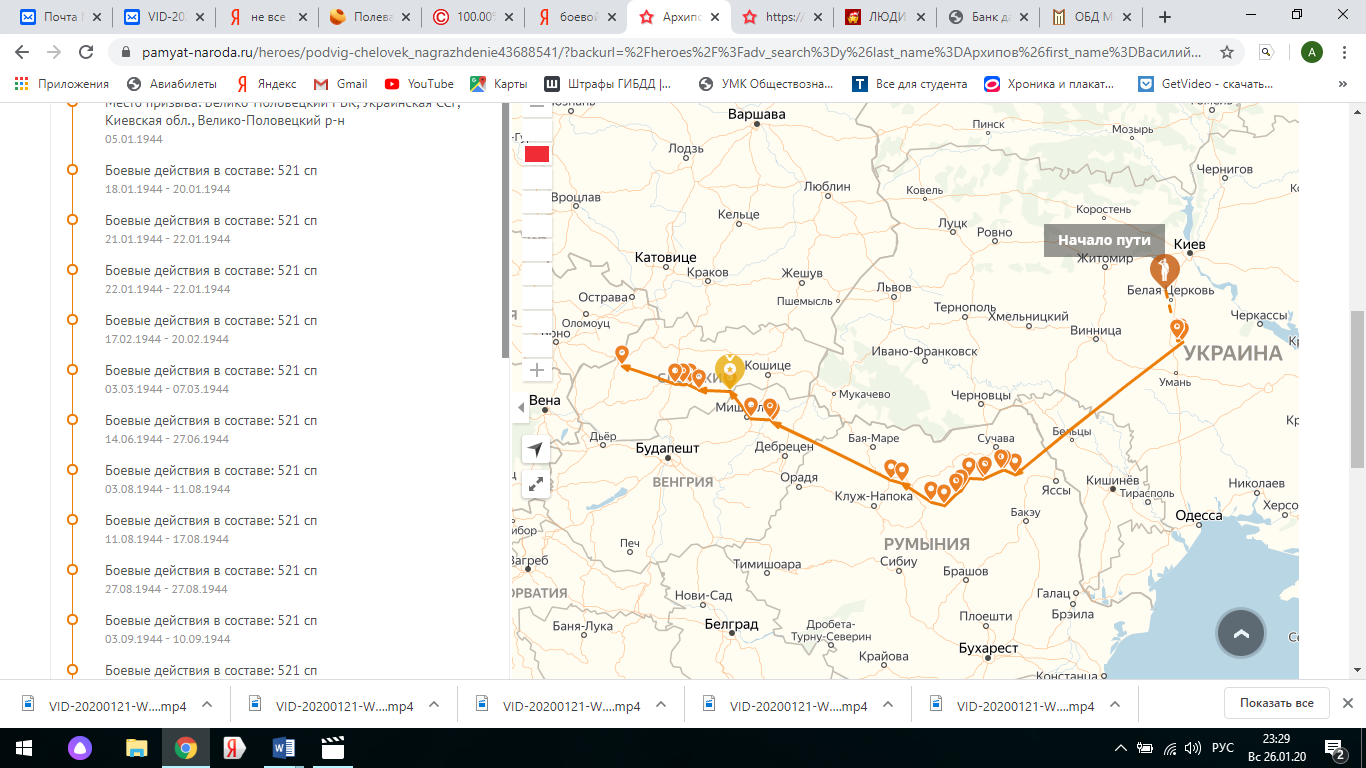 Почта
VID-20
не все
Полева
100.00%
боевой
Архипо
https://
ЛЮДИ
Банк да
ОБД М
pamyat-naroda.ru/heroes/podvig-chelovek_nagrazhdenie43688541/?backurl=%2Fheroes%2F%3Fadv_search%3Dy%26last_name%3DАрхипов%26first_name%3DВасилий...
A
Приложения
Авиабилеты
Яндекс
Gmail
YouTube
Карты
Штрафы ГИБДД |...
УМК Обществозна...
Все для студента
Хроника и плакат...
GetVideo - скачать...
»
Место призыва: Велико-Половецкий РВК, Украинская ССР,
Киевская обл., Велико-Половецкий р-н
05.01.1944
Боевые действия в составе: 521 сп
18.01.1944 - 20.01.1944
Боевые действия в составе: 521 сп
21.01.1944 - 22.01.1944
Боевые действия в составе: 521 сп
22.01.1944 - 22.01.1944
Боевые действия в составе: 521 сп
17.02.1944 - 20.02.1944
Боевые действия в составе: 521 сп
03.03.1944 - 07.03.1944
Боевые действия в составе: 521 сп
14.06.1944 - 27.06.1944
Боевые действия в составе: 521 сп
03.08.1944 - 11.08.1944
Боевые действия в составе: 521 сп
11.08.1944 - 17.08.1944
Боевые действия в составе: 521 сп
27.08.1944 - 27.08.1944
Боевые действия в составе: 521 сп
03.09.1944 - 10.09.1944
Боевые действия в составе: 521 сп
Варшава
Пинск
Мозырь
Лодзь
Чернигов
Люблин
Ковель
Вроцлав
Кельце
Луцк
Ровно
Коростень
Начало пути
Киев
Катовице
Краков
Жешув
Житомир
Острава
Пшемысль
Львов
Белая Церковь
Тернополь
Хмельницкий
Оломоуц
Винница
Черкассы
Ивано-Франковск
УКРАИНА
Кошице
Умань
Мукачево
Черновцы
Вена
Дьёр
Бая-Маре
Сучава
Бельцы
Будапешт
Дебрецен
ВЕНГРИЯ
Орадя
Клуж-Напока
Яссы
Кишинёв
Тирасполь
Николаев
Херсо
Бакэу
Одесса
Печ
РУМЫНИЯ
Загреб
Тимишоара
Сибиу
Брашов
ОРВАТИЯ
Нови-Сад
Галац
Брэила
Баня-Лука
Белград
Дробета-
Турну-Северин
Плоешти
Крайова
Бухарест
Констанца
VID-20200121-W....mp4
VID-20200121-W....mp4
VID-20200121-W....mp4
VID-20200121-W....mp4
VID-20200121-W....mp4
Показать все
РУС
23:29
Вс 26.01.20
2